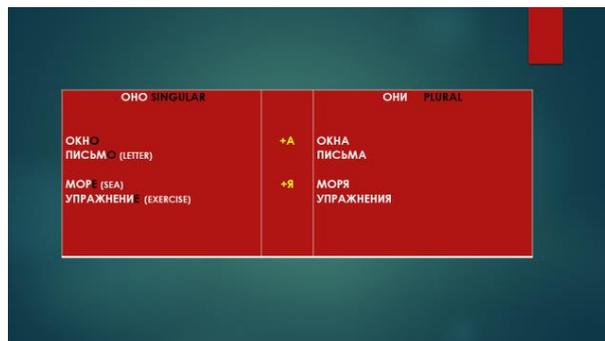 ОНО SINGULAR ОНИ PLURAL
ОКНО +А ОКНА
ПИСЬМО (LETTER) ПИСЬМА
МОРЕ (SEA) +Я МОРЯ
УПРАЖНЕНИЕ (EXERCISE) УПРАЖНЕНИЯ